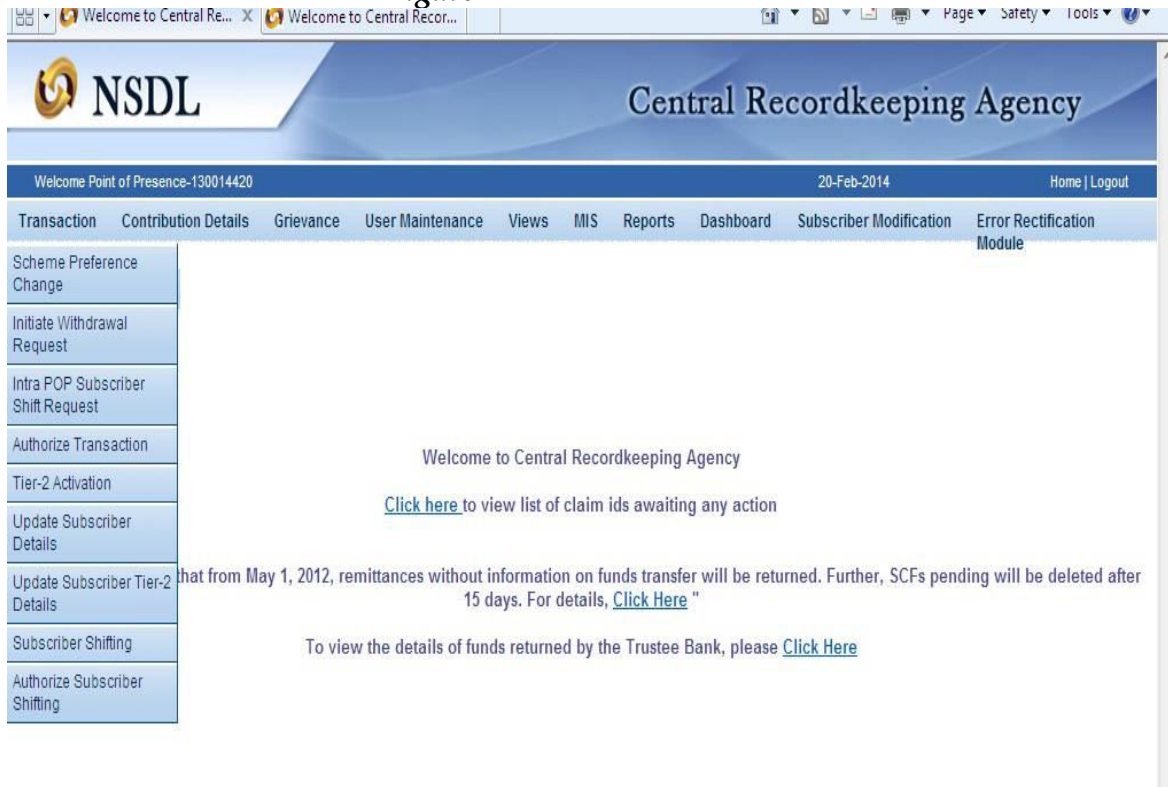 Welcome to Central Re... X Welcome to Central Recor... Page Safety Tools
NSDL Central Recordkeeping Agency
Welcome Point of Presence-130014420 20-Feb-2014 Home | Logout
Transaction Contribution Details Grievance User Maintenance Views MIS Reports Dashboard Subscriber Modification Error Rectification
Module
Scheme Preference
Change
Initiate Withdrawal
Request
Intra POP Subscriber
Shift Request
Authorize Transaction
Tier-2 Activation
Update Subscriber
Details
Update Subscriber Tier-2
Details
Subscriber Shifting
Authorize Subscriber
Shifting
Welcome to Central Recordkeeping Agency
Click here to view list of claim ids awaiting any action
that from May 1, 2012, remittances without information on funds transfer will be returned. Further, SCFs pending will be deleted after
15 days. For details, Click Here "
To view the details of funds returned by the Trustee Bank, please Click Here